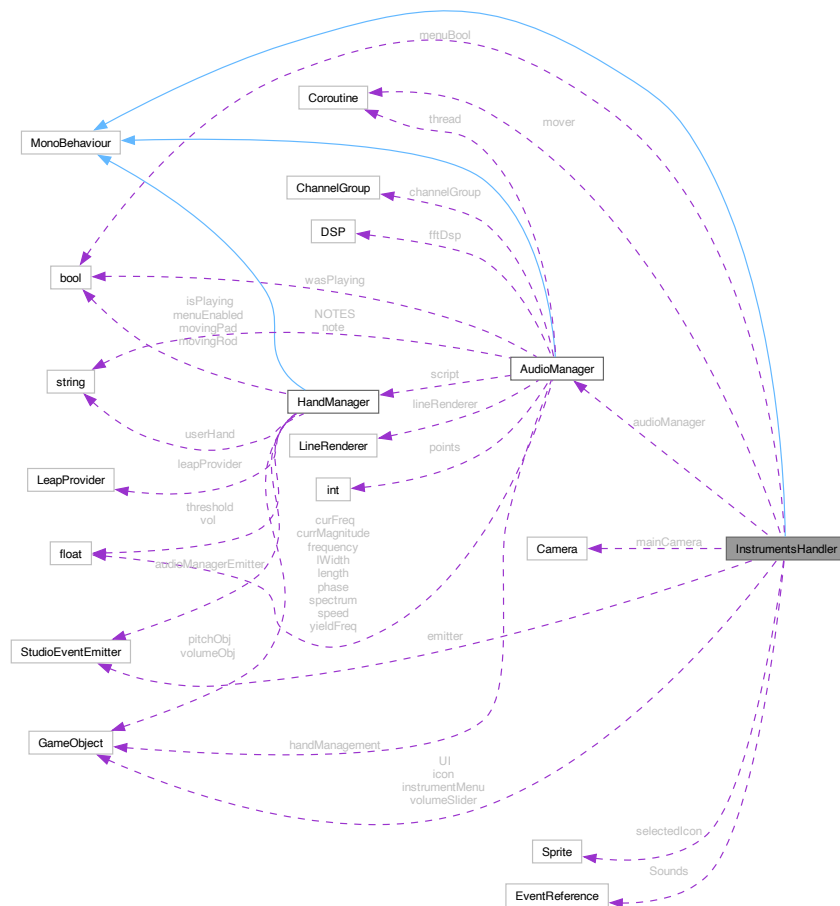 menuBool
Coroutine
mover
thread
MonoBehaviour
ChannelGroup
channelGroup
DSP
fftDsp
bool
wasPlaying
isPlaying
menuEnabled
movingPad
movingRod
NOTES
note
string
script
AudioManager
HandManager
lineRenderer
audioManager
userHand
LineRenderer
points
leapProvider
LeapProvider
int
threshold
vol
curFreq
currMagnitude
frequency
lWidth
length
phase
spectrum
speed
yieldFreq
float
audioManagerEmitter
Camera
mainCamera
InstrumentsHandler
StudioEventEmitter
pitchObj
volumeObj
emitter
GameObject
handManagement
UI
icon
instrumentMenu
volumeSlider
Sprite
selectedIcon
Sounds
EventReference